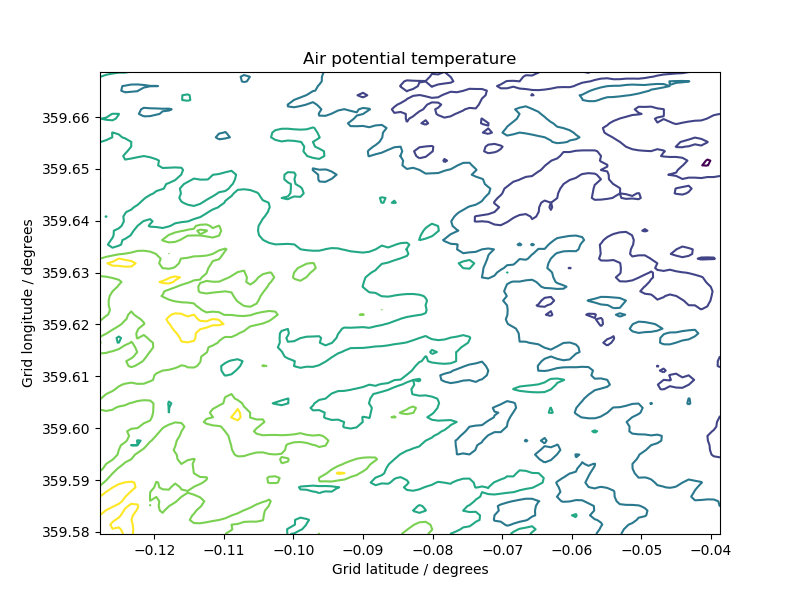 Air potential temperature
Grid longitude / degrees
359.66
359.65
359.64
359.63
359.62
359.61
359.60
359.59
359.58
−0.12 −0.11 −0.10 −0.09 −0.08 −0.07 −0.06 −0.05 −0.04
Grid latitude / degrees